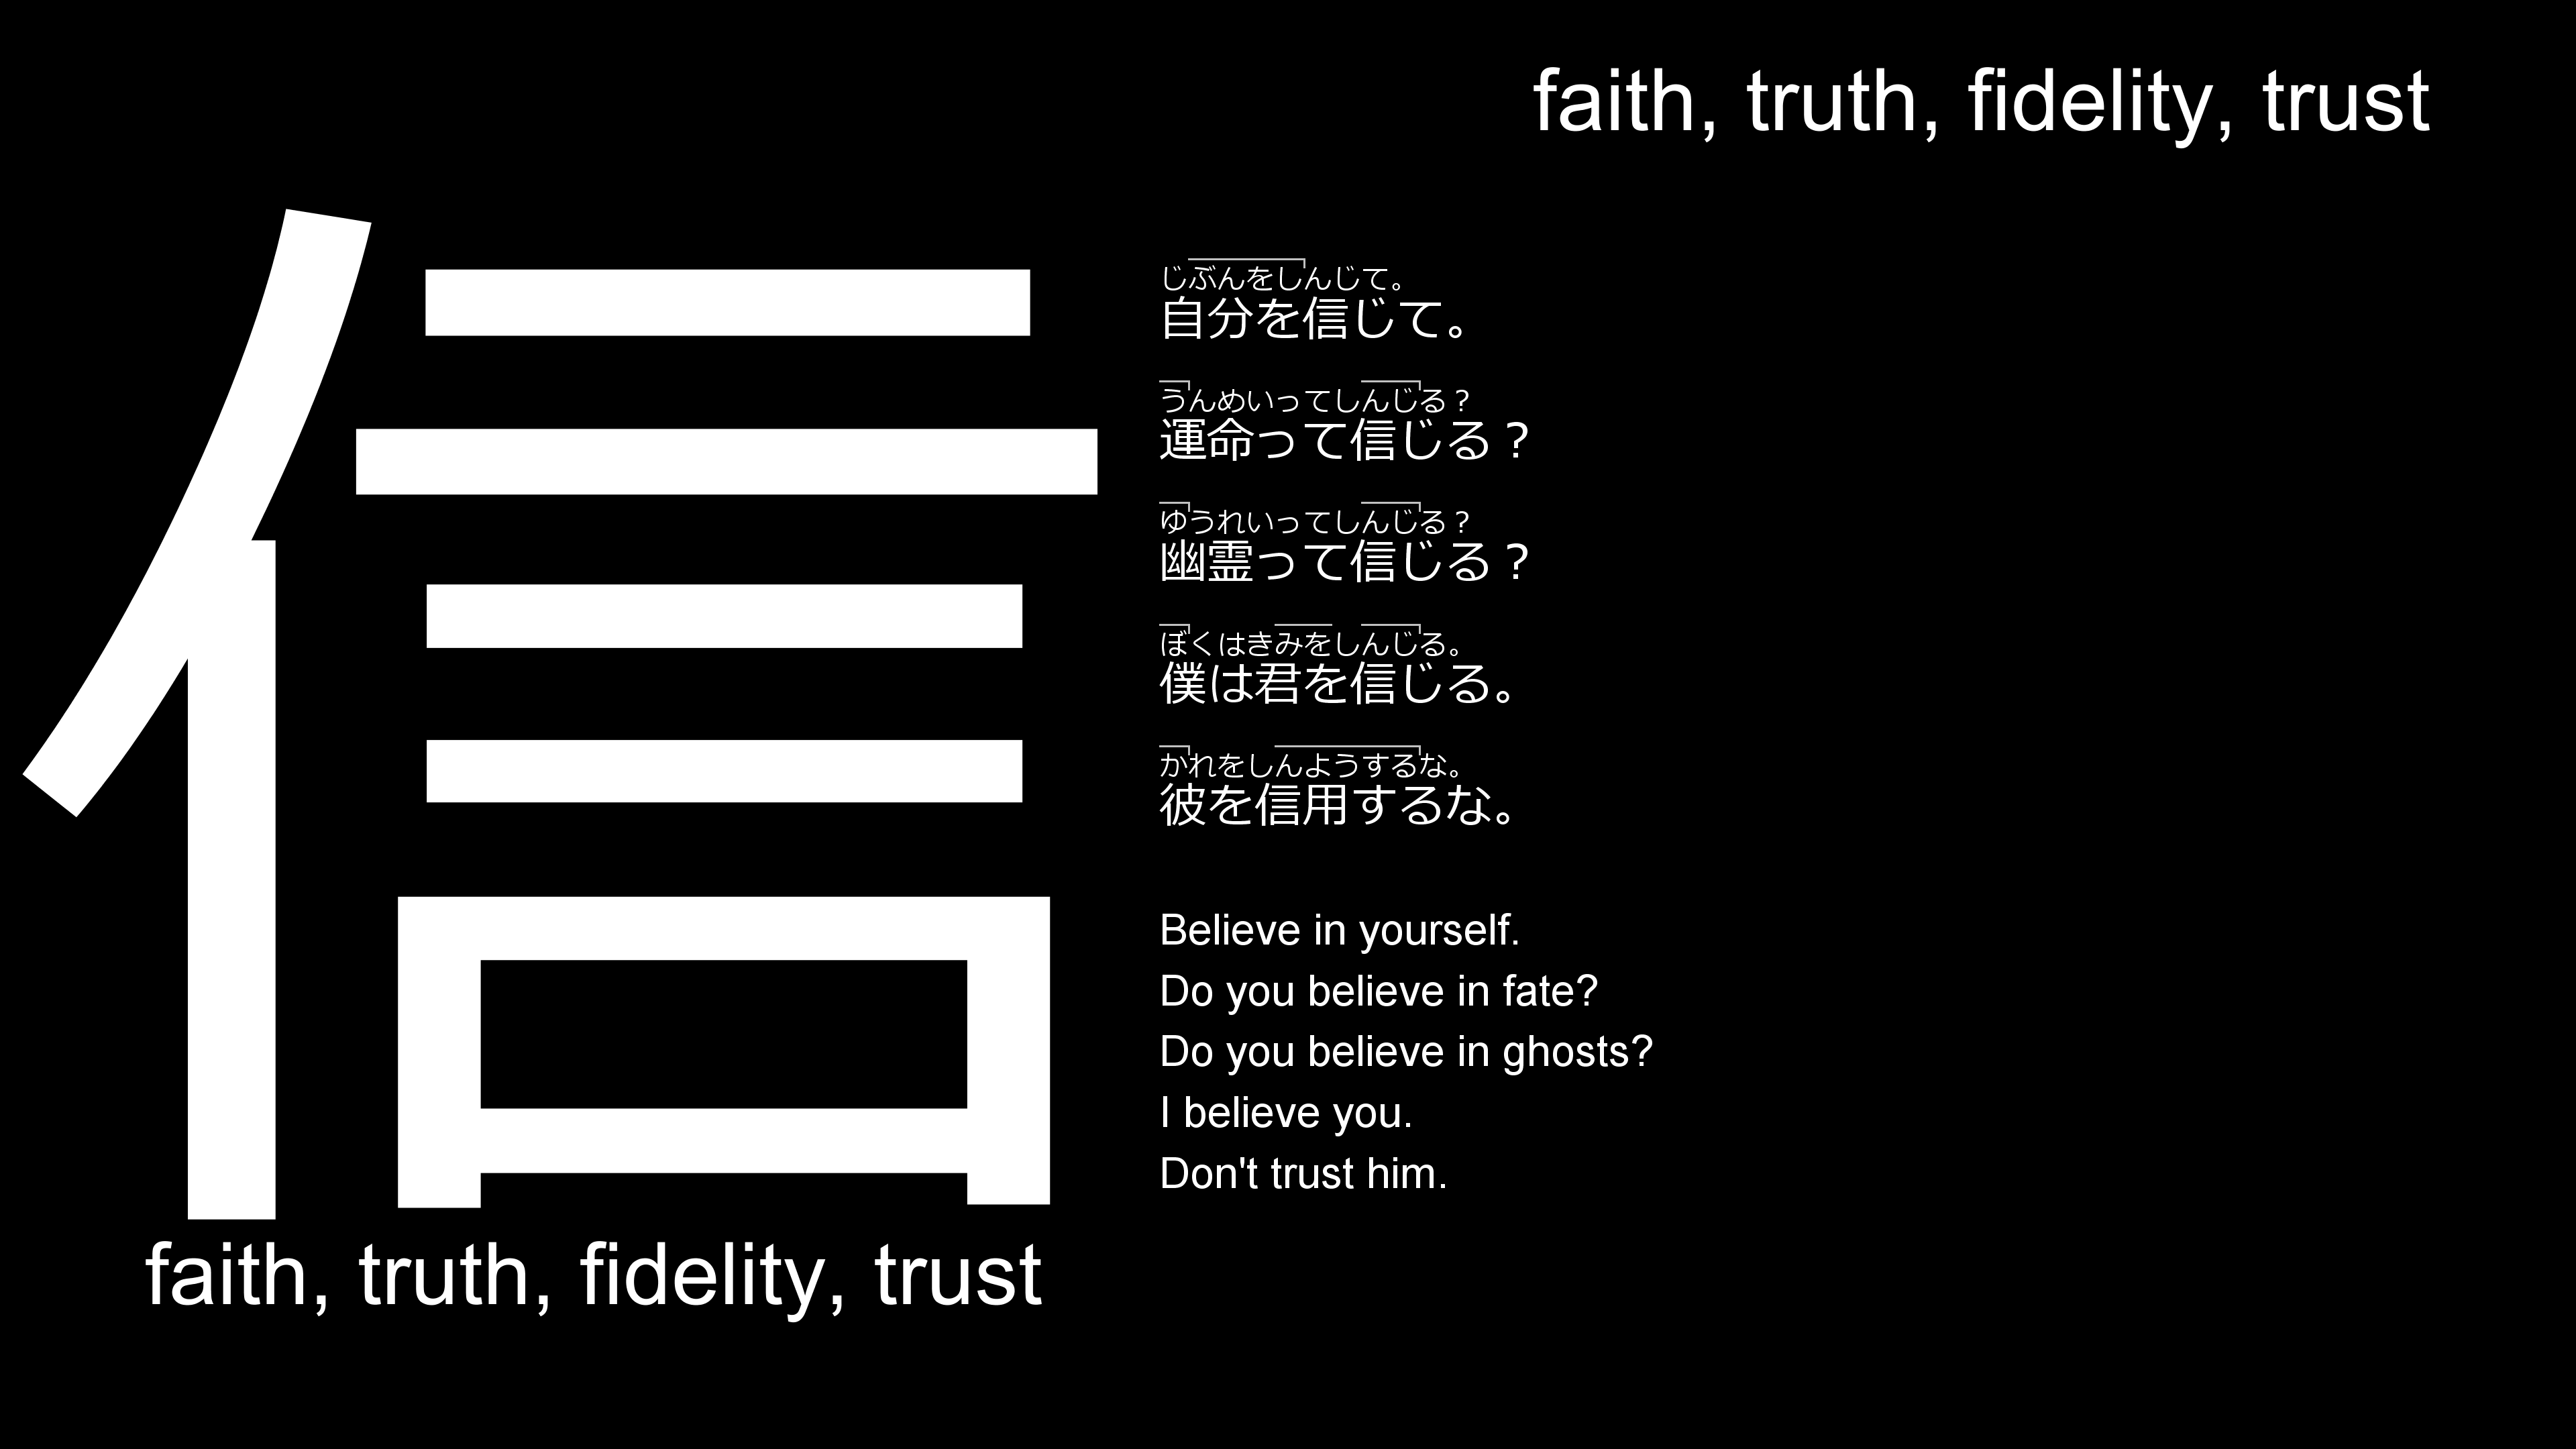 faith, truth, fidelity, trust
信
じぶんをしんじて。
自分を信じて。
うんめいってしんじる？
運命って信じる？
ゆうれいってしんじる？
幽霊って信じる？
ぼくはきみをしんじる。
僕は君を信じる。
かれをしんようするな。
彼を信用するな。
Believe in yourself.
Do you believe in fate?
Do you believe in ghosts?
I believe you.
Don't trust him.
faith, truth, fidelity, trust